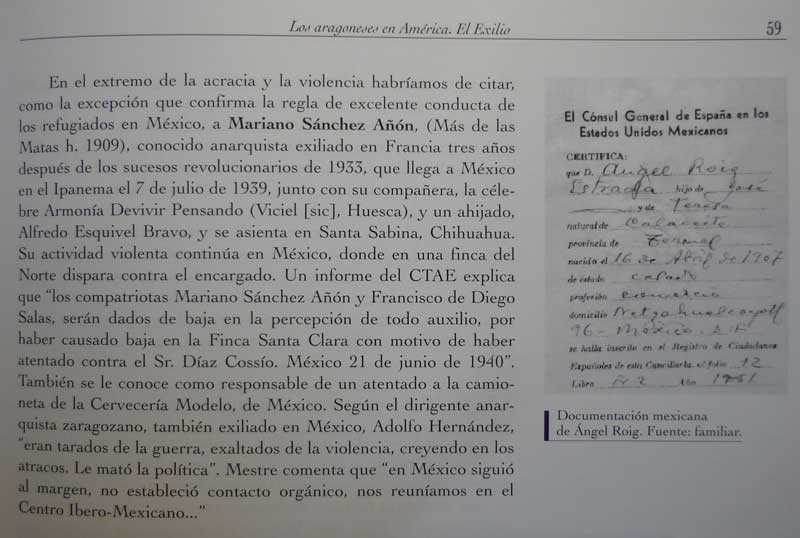 Los aragoneses en América. El Exilio
59
En el extremo de la acracia y la violencia habríamos de citar,
como la excepción que confirma la regla de excelente conducta de
los refugiados en México, a Mariano Sánchez Añón, (Más de las
Matas h. 1909), conocido anarquista exiliado en Francia tres años
después de los sucesos revolucionarios de 1933, que llega a México
en el Ipanema el 7 de julio de 1939, junto con su compañera, la céle-
bre Armonía Devivir Pensando (Viciel [sic], Huesca), y un ahijado,
Alfredo Esquivel Bravo, y se asienta en Santa Sabina, Chihuahua.
Su actividad violenta continúa en México, donde en una finca del
Norte dispara contra el encargado. Un informe del CTAE explica
que “los compatriotas Mariano Sánchez Añón y Francisco de Diego
Salas, serán dados de baja en la percepción de todo auxilio, por
haber causado baja en la Finca Santa Clara con motivo de haber
atentado contra el Sr. Díaz Cossío. México 21 de junio de 1940”.
También se le conoce como responsable de un atentado a la camio-
neta de la Cervecería Modelo, de México. Según el dirigente anar-
quista zaragozano, también exiliado en México, Adolfo Hernández,
“eran tarados de la guerra, exaltados de la violencia, creyendo en los
atracos. Le mató la política”. Mestre comenta que “en México siguió
al margen, no estableció contacto orgánico, nos reuníamos en el
Centro Ibero-Mexicano...”
El Cónsul General de España en los
Estados Unidos Mexicanos
CERTIFICA:
que D. Angel Roig
Estrada hijo de José
y de Teresa
natural de Calaceite
provincia de Teruel
nacido el 16 de Abril de 1907
de estado casado
profesión comercio
domicilio Netzahualcoyotl
96 - México. D.F.
se halla inscrito en el Registro de Ciudadanos
Españoles de esta Cancillería, al folio 12
Libro Nº 2 Año 1951
Documentación mexicana
de Ángel Roig. Fuente: familiar.